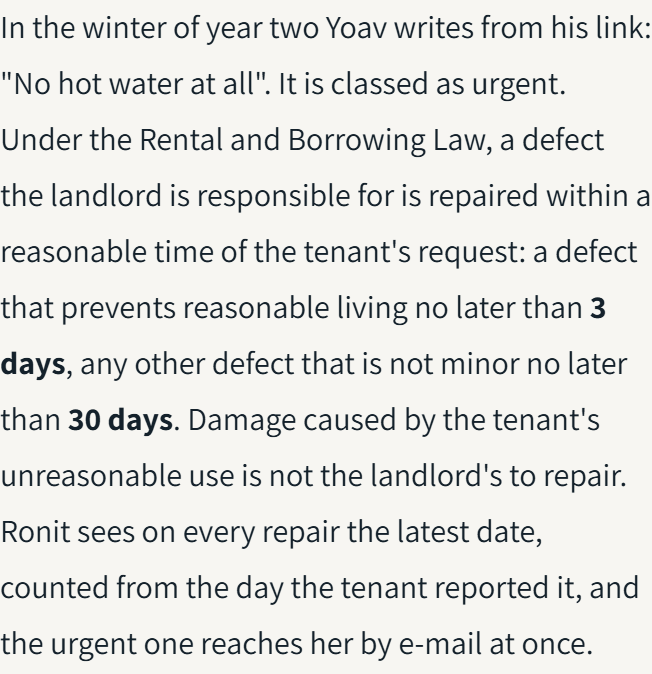 In the winter of year two Yoav writes from his link:
"No hot water at all". It is classed as urgent.
Under the Rental and Borrowing Law, a defect
the landlord is responsible for is repaired within a
reasonable time of the tenant's request: a defect
that prevents reasonable living no later than 3
days, any other defect that is not minor no later
than 30 days. Damage caused by the tenant's
unreasonable use is not the landlord's to repair.
Ronit sees on every repair the latest date,
counted from the day the tenant reported it, and
the urgent one reaches her by e-mail at once.